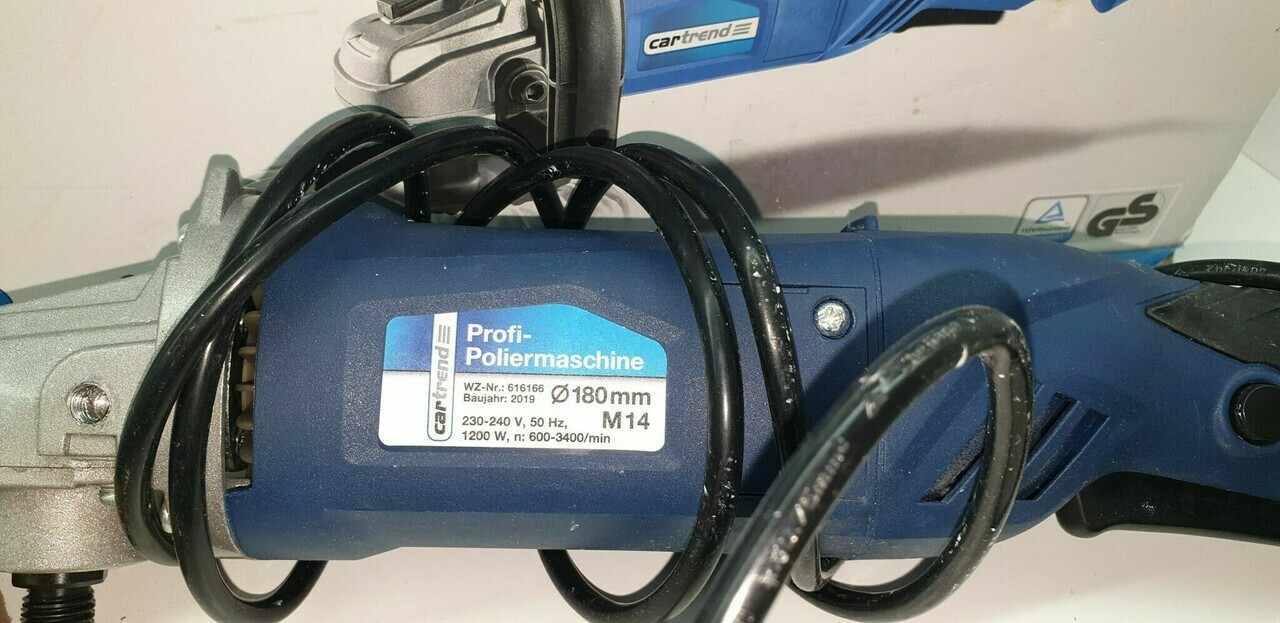 cartrend
GS
cartrend
Profi-
Poliermaschine
WZ-Nr.: 616166
Baujahr: 2019
Ø180mm
M14
230-240 V, 50 Hz,
1200 W, n: 600-3400/min